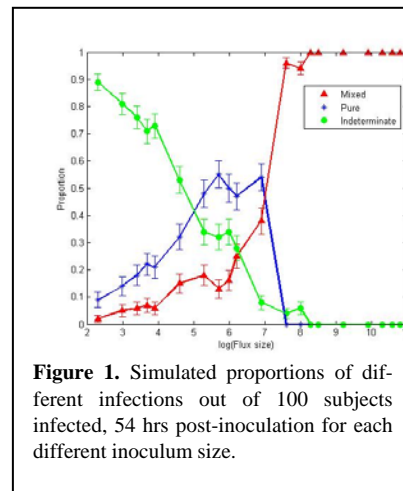 1
0.9
0.8
0.7
0.6
0.5
0.4
0.3
0.2
0.1
0
Proportion
Mixed
Pure
Indeterminate
2 3 4 5 6 7 8 9 10
log(Flux size)
Figure 1. Simulated proportions of dif-
ferent infections out of 100 subjects
infected, 54 hrs post-inoculation for each
different inoculum size.